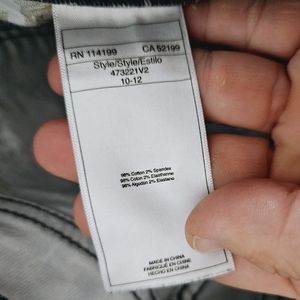 RN 114199 CA 52199
Style/Style/Estilo
473221V2
10-12
98% Cotton 2% Spandex
98% Coton 2% Elasthanne
98% Algodón 2% Elastano
MADE IN CHINA
FABRIQUÉ EN CHINE
HECHO EN CHINA